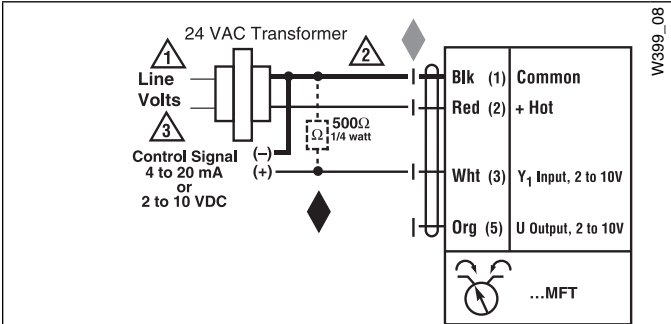 24 VAC Transformer
1
2
Line
Volts
3
Control Signal
4 to 20 mA
or
2 to 10 VDC
(–)
(+)
Ω
500Ω
1/4 watt
Blk (1) Common
Red (2) + Hot
Wht (3) Y1 Input, 2 to 10V
Org (5) U Output, 2 to 10V
...MFT
W399_08